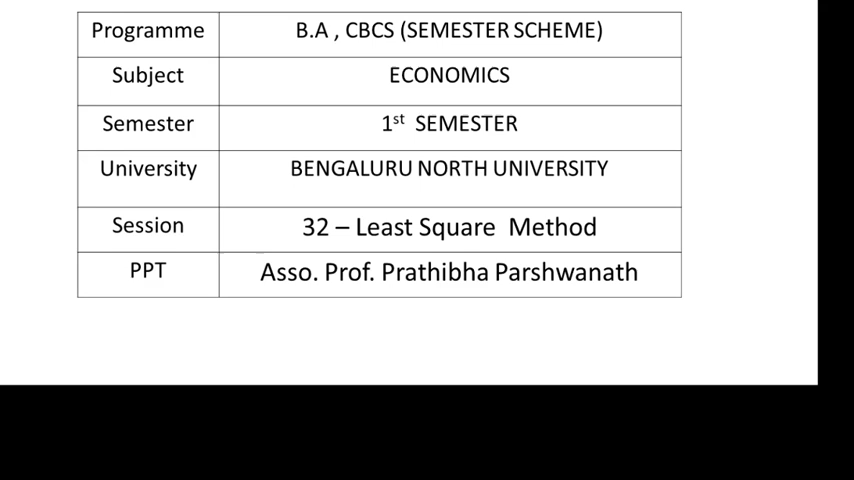 Programme B.A , CBCS (SEMESTER SCHEME)
Subject ECONOMICS
Semester 1st SEMESTER
University BENGALURU NORTH UNIVERSITY
Session 32 – Least Square Method
PPT Asso. Prof. Prathibha Parshwanath